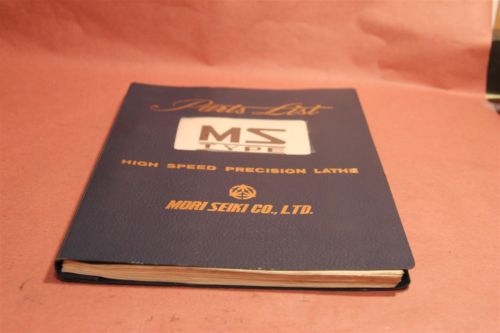 Parts List
MS
TYPE
HIGH SPEED PRECISION LATHE
MORI SEIKI CO., LTD.